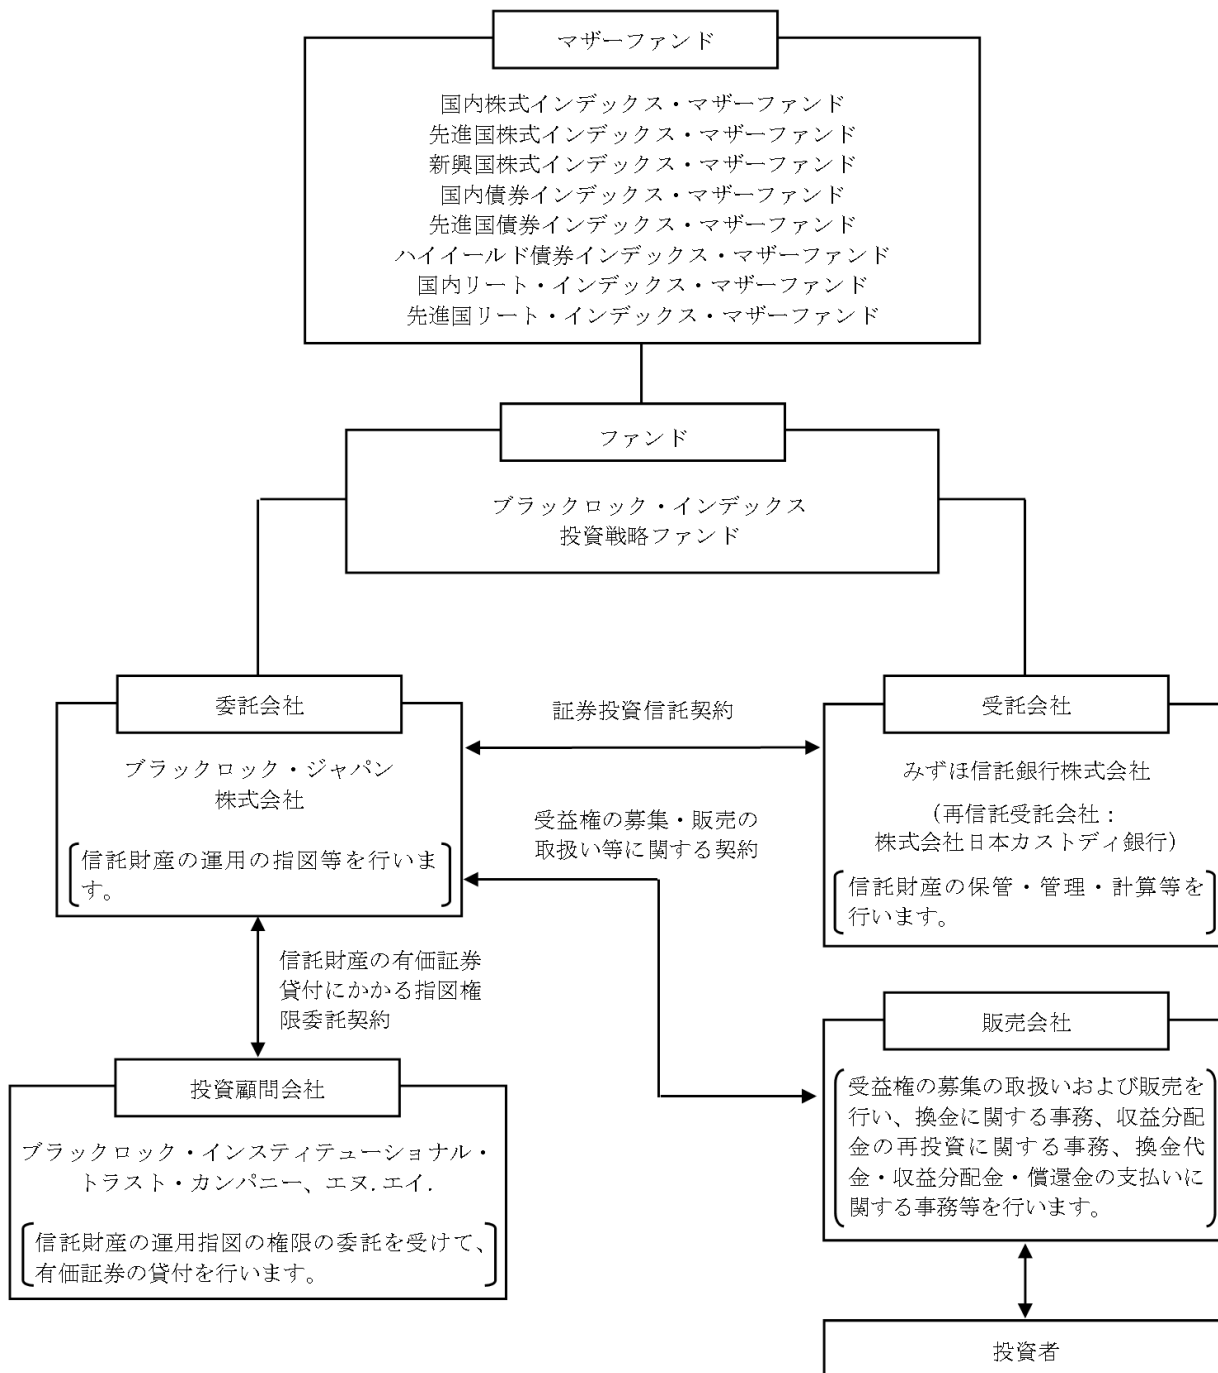 マザーファンド
国内株式インデックス・マザーファンド
先進国株式インデックス・マザーファンド
新興国株式インデックス・マザーファンド
国内債券インデックス・マザーファンド
先進国債券インデックス・マザーファンド
ハイイールド債券インデックス・マザーファンド
国内リート・インデックス・マザーファンド
先進国リート・インデックス・マザーファンド
ファンド
ブラックロック・インデックス
投資戦略ファンド
委託会社
ブラックロック・ジャパン
株式会社
信託財産の運用の指図等を行いま
す。
証券投資信託契約
受益権の募集・販売の
取扱い等に関する契約
受託会社
みずほ信託銀行株式会社
(再信託受託会社:
株式会社日本カストディ銀行)
信託財産の保管・管理・計算等を
行います。
信託財産の有価証券
貸付にかかる指図権
限委託契約
投資顧問会社
ブラックロック・インスティテューショナル・
トラスト・カンパニー、エヌ.エイ.
信託財産の運用指図の権限の委託を受けて、
有価証券の貸付を行います。
販売会社
受益権の募集の取扱いおよび販売を
行い、換金に関する事務、収益分配
金の再投資に関する事務、換金代
金・収益分配金・償還金の支払いに
関する事務等を行います。
投資者